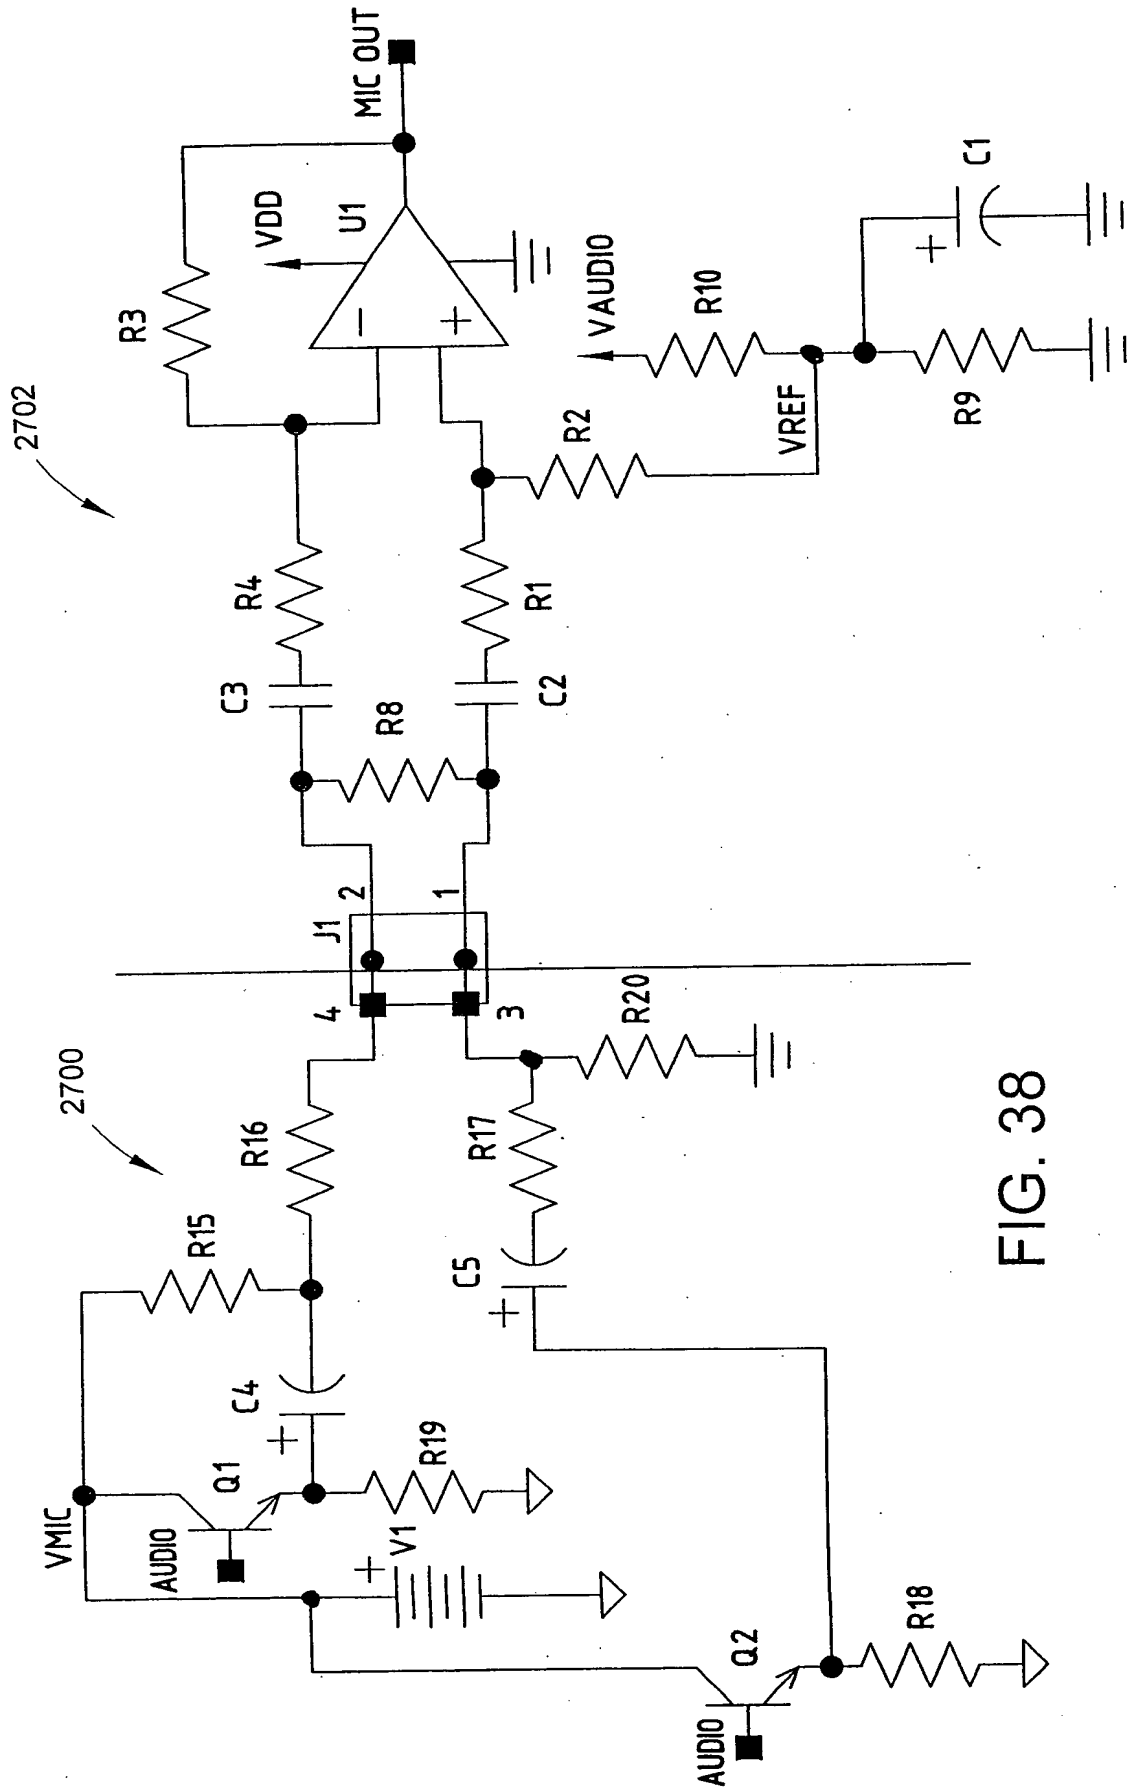 2700
2702
VMIC
AUDIO
Q1
R15
C4
+
R19
V1
+
R16
4
J1
2
C3
R4
R3
VDD
U1
MIC OUT
−
+
AUDIO
Q2
R18
C5
+
R17
3
1
R20
R8
C2
R1
R2
VREF
VAUDIO
R10
R9
+
C1
FIG. 38